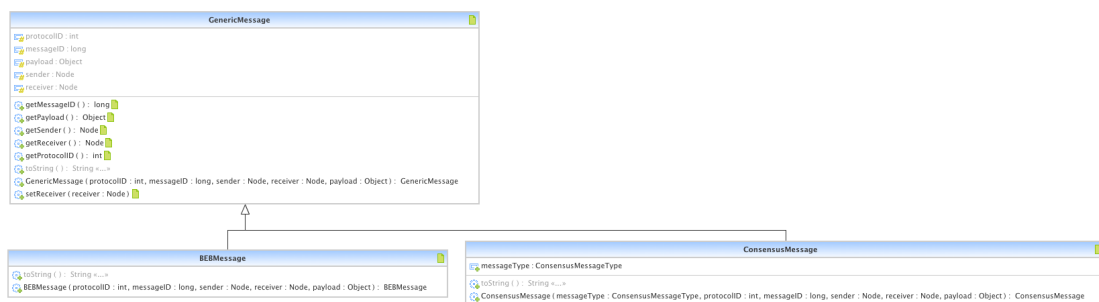 GenericMessage
protocolID : int
messageID : long
payload : Object
sender : Node
receiver : Node
getMessageID ( ) : long
getPayload ( ) : Object
getSender ( ) : Node
getReceiver ( ) : Node
getProtocolID ( ) : int
toString ( ) : String «...»
GenericMessage ( protocolID : int, messageID : long, sender : Node, receiver : Node, payload : Object ) : GenericMessage
setReceiver ( receiver : Node )
BEBMessage
toString ( ) : String «...»
BEBMessage ( protocolID : int, messageID : long, sender : Node, receiver : Node, payload : Object ) : BEBMessage
ConsensusMessage
messageType : ConsensusMessageType
toString ( ) : String «...»
ConsensusMessage ( messageType : ConsensusMessageType, protocolID : int, messageID : long, sender : Node, receiver : Node, payload : Object ) : ConsensusMessage